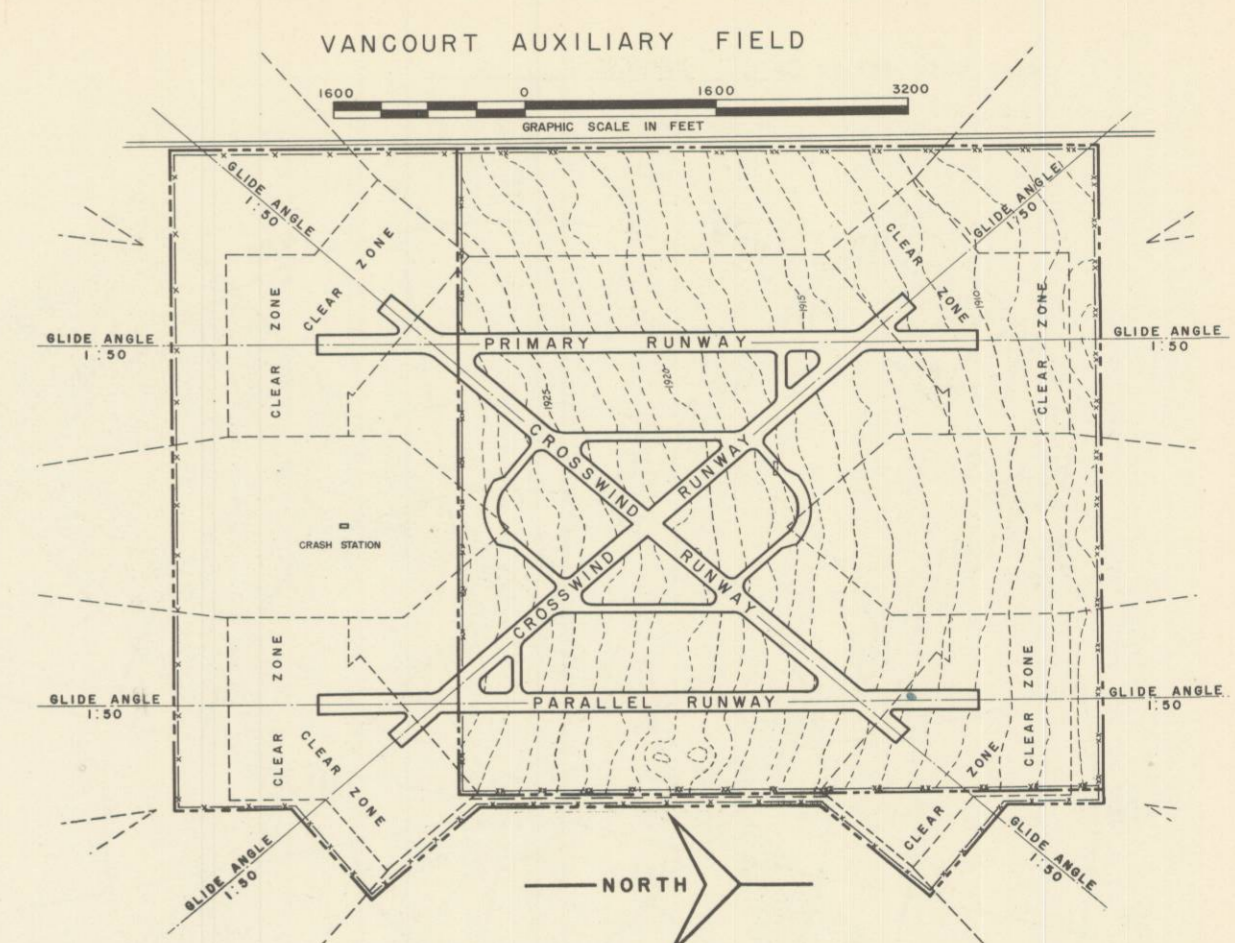 VANCOURT AUXILIARY FIELD
1600 0 1600 3200
GRAPHIC SCALE IN FEET
GLIDE ANGLE
1:50
GLIDE ANGLE
1:50
CLEAR ZONE
CLEAR ZONE
CLEAR ZONE
CLEAR ZONE
1910
1915
GLIDE ANGLE
1:50
PRIMARY RUNWAY
GLIDE ANGLE
1:50
1920
1925
CROSSWIND RUNWAY
CROSSWIND RUNWAY
CRASH STATION
CLEAR ZONE
CLEAR ZONE
GLIDE ANGLE
1:50
PARALLEL RUNWAY
GLIDE ANGLE
1:50
CLEAR ZONE
CLEAR ZONE
GLIDE ANGLE
1:50
GLIDE ANGLE
1:50
NORTH